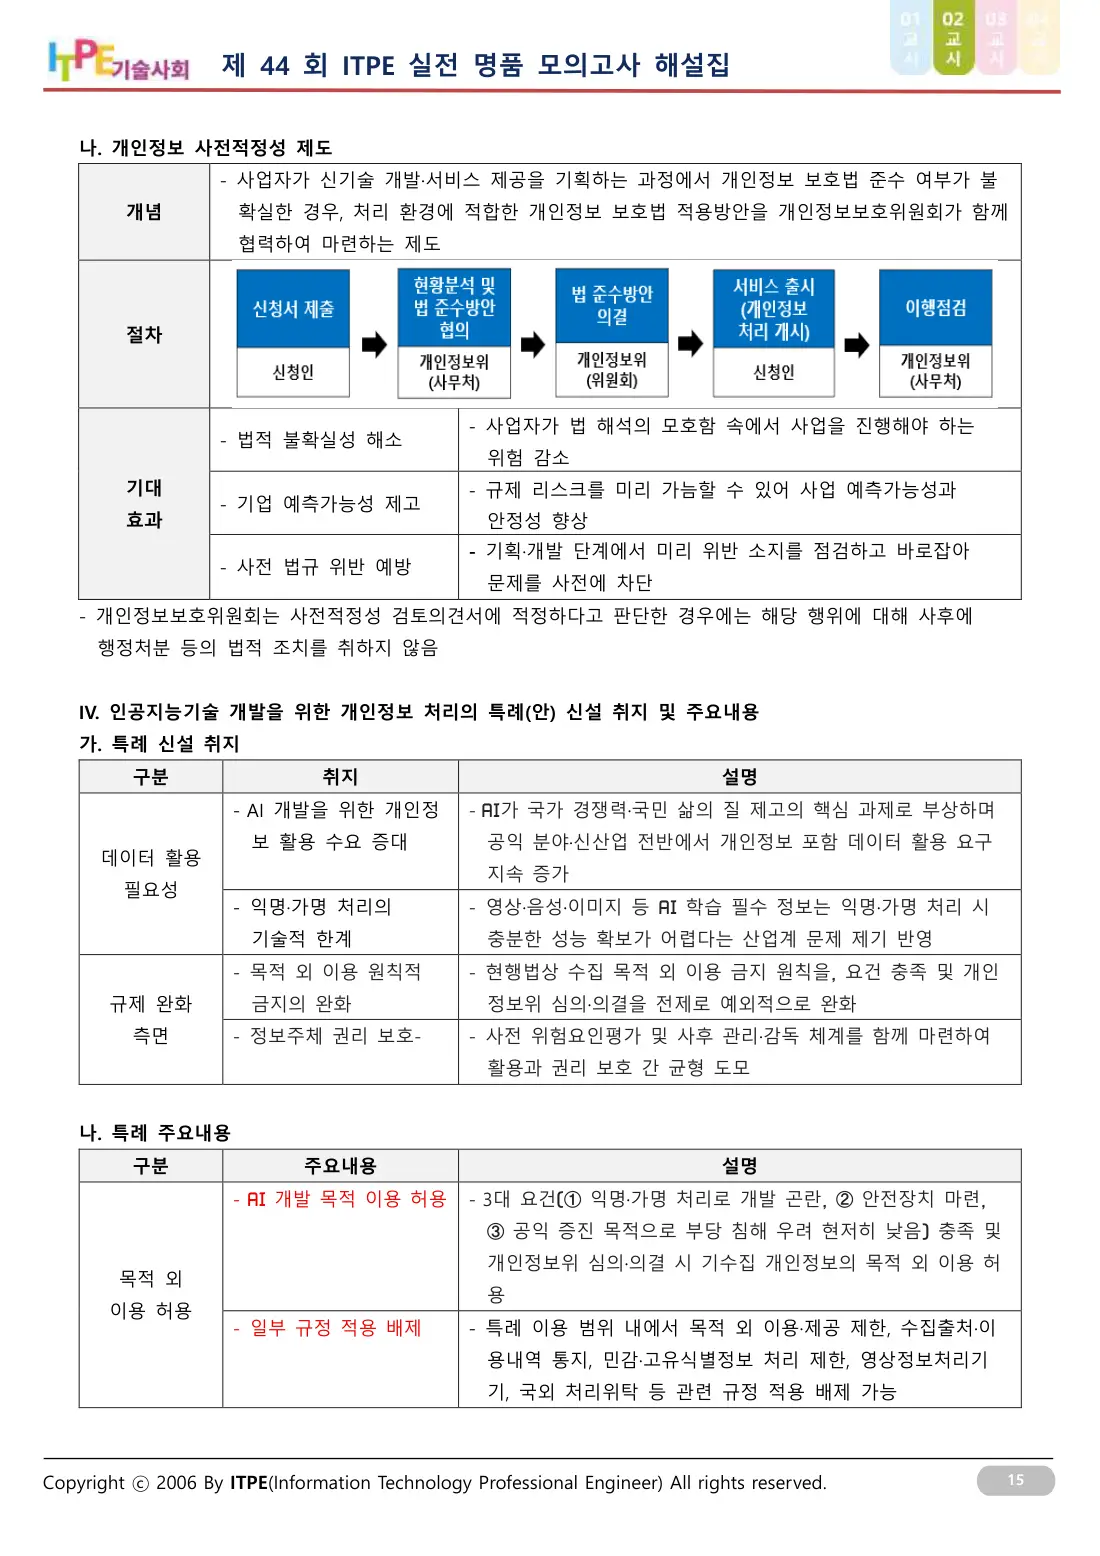 ITPE기술사회 제 44 회 ITPE 실전 명품 모의고사 해설집
01 교시
02 교시
03 교시
나. 개인정보 사전적정성 제도
개념
- 사업자가 신기술 개발·서비스 제공을 기획하는 과정에서 개인정보 보호법 준수 여부가 불
확실한 경우, 처리 환경에 적합한 개인정보 보호법 적용방안을 개인정보보호위원회가 함께
협력하여 마련하는 제도
절차
신청서 제출
신청인
현황분석 및
법 준수방안
협의
개인정보위
(사무처)
법 준수방안
의결
개인정보위
(위원회)
서비스 출시
(개인정보
처리 개시)
신청인
이행점검
개인정보위
(사무처)
기대
효과
- 법적 불확실성 해소
- 사업자가 법 해석의 모호함 속에서 사업을 진행해야 하는
위험 감소
- 기업 예측가능성 제고
- 규제 리스크를 미리 가늠할 수 있어 사업 예측가능성과
안정성 향상
- 사전 법규 위반 예방
- 기획·개발 단계에서 미리 위반 소지를 점검하고 바로잡아
문제를 사전에 차단
- 개인정보보호위원회는 사전적정성 검토의견서에 적정하다고 판단한 경우에는 해당 행위에 대해 사후에
행정처분 등의 법적 조치를 취하지 않음
IV. 인공지능기술 개발을 위한 개인정보 처리의 특례(안) 신설 취지 및 주요내용
가. 특례 신설 취지
구분 취지 설명
데이터 활용
필요성
- AI 개발을 위한 개인정
보 활용 수요 증대
- AI가 국가 경쟁력·국민 삶의 질 제고의 핵심 과제로 부상하며
공익 분야·신산업 전반에서 개인정보 포함 데이터 활용 요구
지속 증가
- 익명·가명 처리의
기술적 한계
- 영상·음성·이미지 등 AI 학습 필수 정보는 익명·가명 처리 시
충분한 성능 확보가 어렵다는 산업계 문제 제기 반영
규제 완화
측면
- 목적 외 이용 원칙적
금지의 완화
- 현행법상 수집 목적 외 이용 금지 원칙을, 요건 충족 및 개인
정보위 심의·의결을 전제로 예외적으로 완화
- 정보주체 권리 보호-
- 사전 위험요인평가 및 사후 관리·감독 체계를 함께 마련하여
활용과 권리 보호 간 균형 도모
나. 특례 주요내용
구분 주요내용 설명
목적 외
이용 허용
- AI 개발 목적 이용 허용
- 3대 요건(① 익명·가명 처리로 개발 곤란, ② 안전장치 마련,
③ 공익 증진 목적으로 부당 침해 우려 현저히 낮음) 충족 및
개인정보위 심의·의결 시 기수집 개인정보의 목적 외 이용 허
용
- 일부 규정 적용 배제
- 특례 이용 범위 내에서 목적 외 이용·제공 제한, 수집출처·이
용내역 통지, 민감·고유식별정보 처리 제한, 영상정보처리기
기, 국외 처리위탁 등 관련 규정 적용 배제 가능
Copyright ⓒ 2006 By ITPE(Information Technology Professional Engineer) All rights reserved.
15